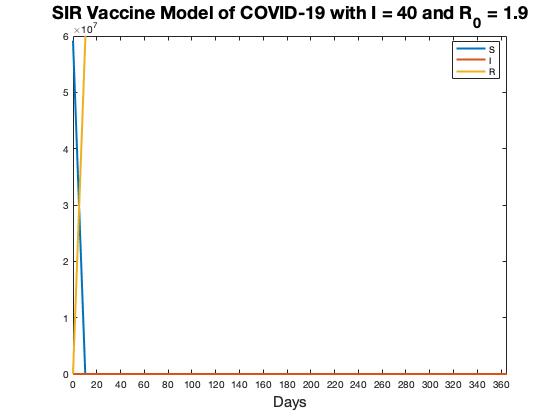 SIR Vaccine Model of COVID-19 with I = 40 and R₀ = 1.9
×10⁷
6
5
4
3
2
1
0
S
I
R
0 20 40 60 80 100 120 140 160 180 200 220 240 260 280 300 320 340 360
Days